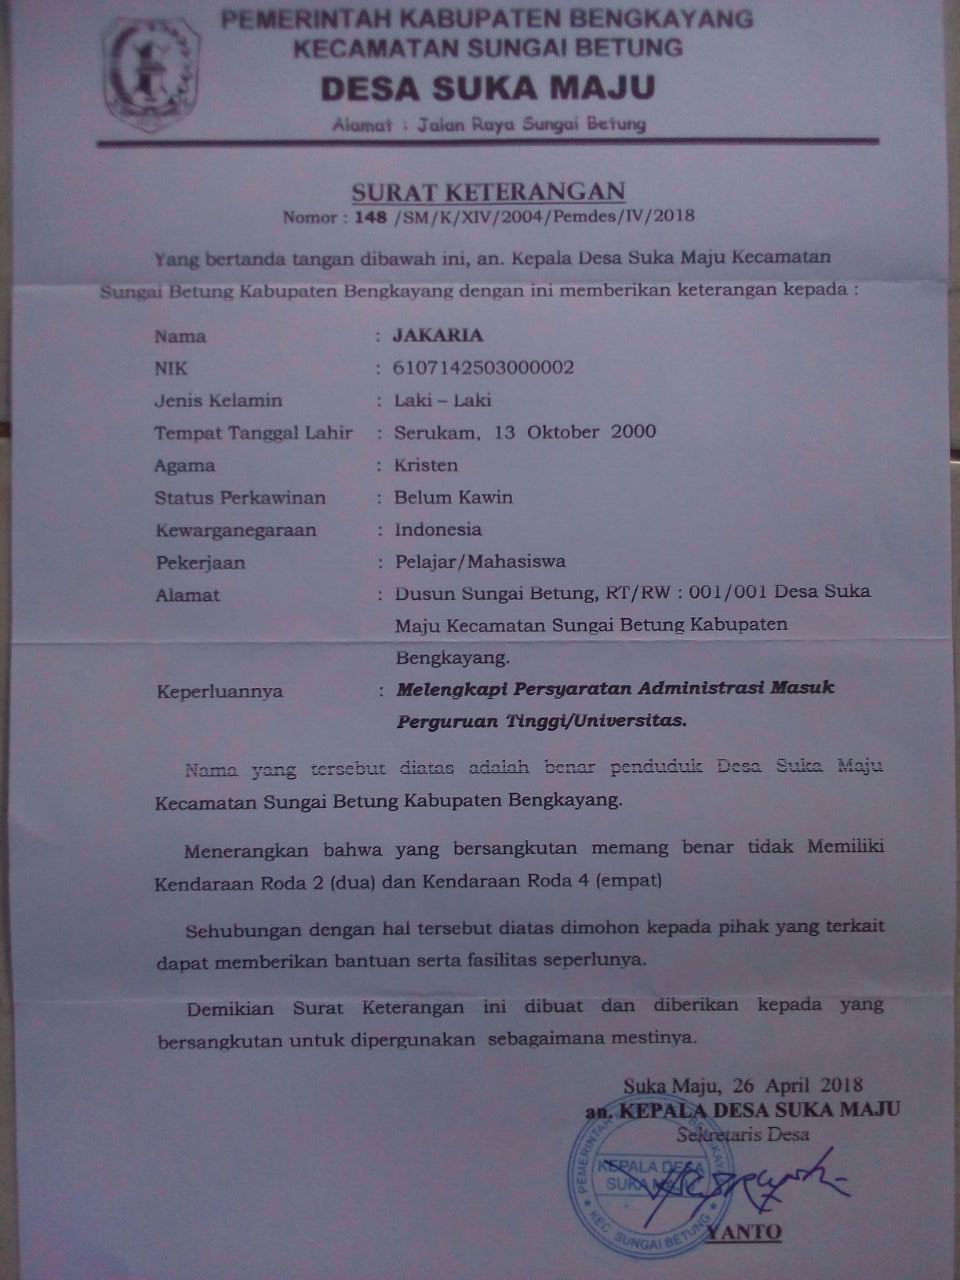 PEMERINTAH KABUPATEN BENGKAYANG
KECAMATAN SUNGAI BETUNG
DESA SUKA MAJU
Alamat : Jalan Raya Sungai Betung
SURAT KETERANGAN
Nomor : 148 /SM/K/XIV/2004/Pemdes/IV/2018
Yang bertanda tangan dibawah ini, an. Kepala Desa Suka Maju Kecamatan
Sungai Betung Kabupaten Bengkayang dengan ini memberikan keterangan kepada :
Nama : JAKARIA
NIK : 6107142503000002
Jenis Kelamin : Laki – Laki
Tempat Tanggal Lahir : Serukam, 13 Oktober 2000
Agama : Kristen
Status Perkawinan : Belum Kawin
Kewarganegaraan : Indonesia
Pekerjaan : Pelajar/Mahasiswa
Alamat : Dusun Sungai Betung, RT/RW : 001/001 Desa Suka
Maju Kecamatan Sungai Betung Kabupaten
Bengkayang.
Keperluannya : Melengkapi Persyaratan Administrasi Masuk
Perguruan Tinggi/Universitas.
Nama yang tersebut diatas adalah benar penduduk Desa Suka Maju
Kecamatan Sungai Betung Kabupaten Bengkayang.
Menerangkan bahwa yang bersangkutan memang benar tidak Memiliki
Kendaraan Roda 2 (dua) dan Kendaraan Roda 4 (empat)
Sehubungan dengan hal tersebut diatas dimohon kepada pihak yang terkait
dapat memberikan bantuan serta fasilitas seperlunya.
Demikian Surat Keterangan ini dibuat dan diberikan kepada yang
bersangkutan untuk dipergunakan sebagaimana mestinya.
Suka Maju, 26 April 2018
an. KEPALA DESA SUKA MAJU
Sekretaris Desa
PEMERINTAH BENGKAYANG
KEPALA DESA
SUKA MAJU
KEC. SUNGAI BETUNG
YANTO